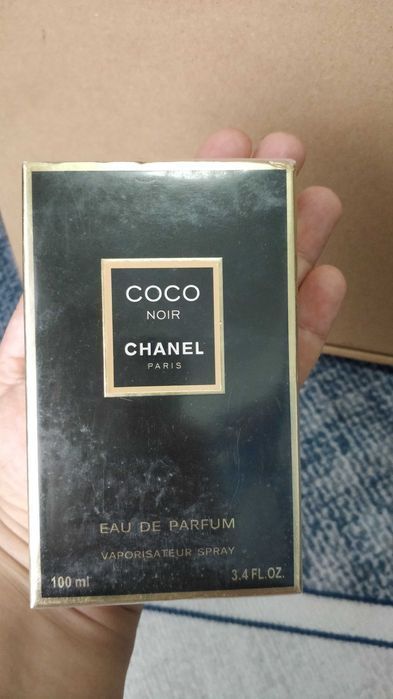 COCO
NOIR
CHANEL
PARIS
EAU DE PARFUM
VAPORISATEUR SPRAY
100 ml
3.4 FL.OZ.